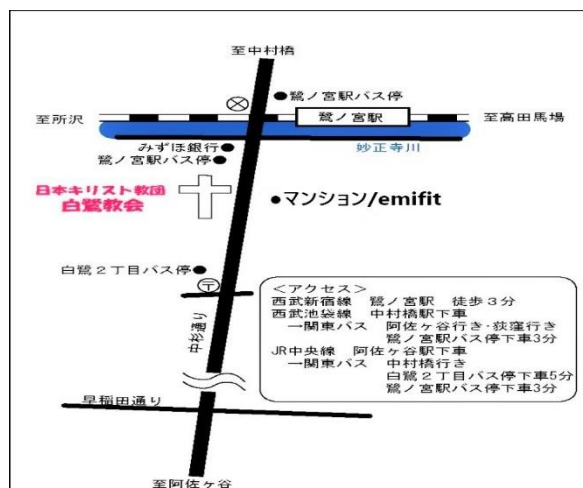 至中村橋
鷺ノ宮駅バス停
至所沢
鷺ノ宮駅
至高田馬場
みずほ銀行
妙正寺川
鷺ノ宮駅バス停
日本キリスト教団
白鷺教会
マンション/emifit
白鷺2丁目バス停
〒
中杉通り
<アクセス>
西武新宿線 鷺ノ宮駅 徒歩3分
西武池袋線 中村橋駅下車
―関東バス 阿佐ヶ谷行き・荻窪行き
鷺ノ宮駅バス停下車3分
JR中央線 阿佐ヶ谷駅下車
―関東バス 中村橋行き
白鷺2丁目バス停下車5分
鷺ノ宮駅バス停下車3分
早稲田通り
至阿佐ヶ谷